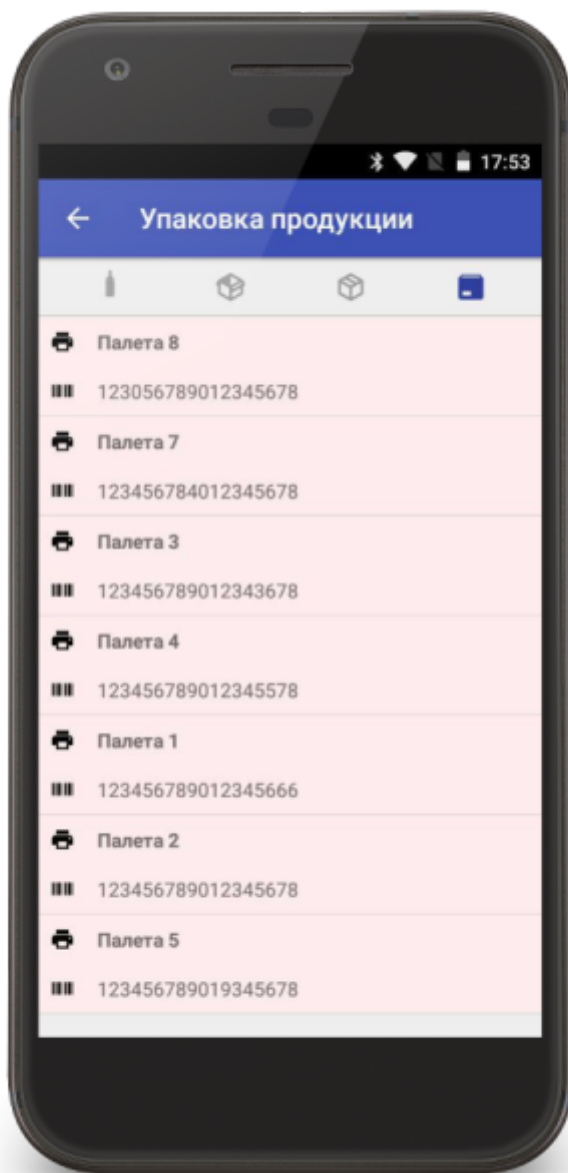 17:53
Упаковка продукции
Палета 8
123056789012345678
Палета 7
123456784012345678
Палета 3
123456789012343678
Палета 4
123456789012345578
Палета 1
123456789012345666
Палета 2
123456789012345678
Палета 5
123456789019345678